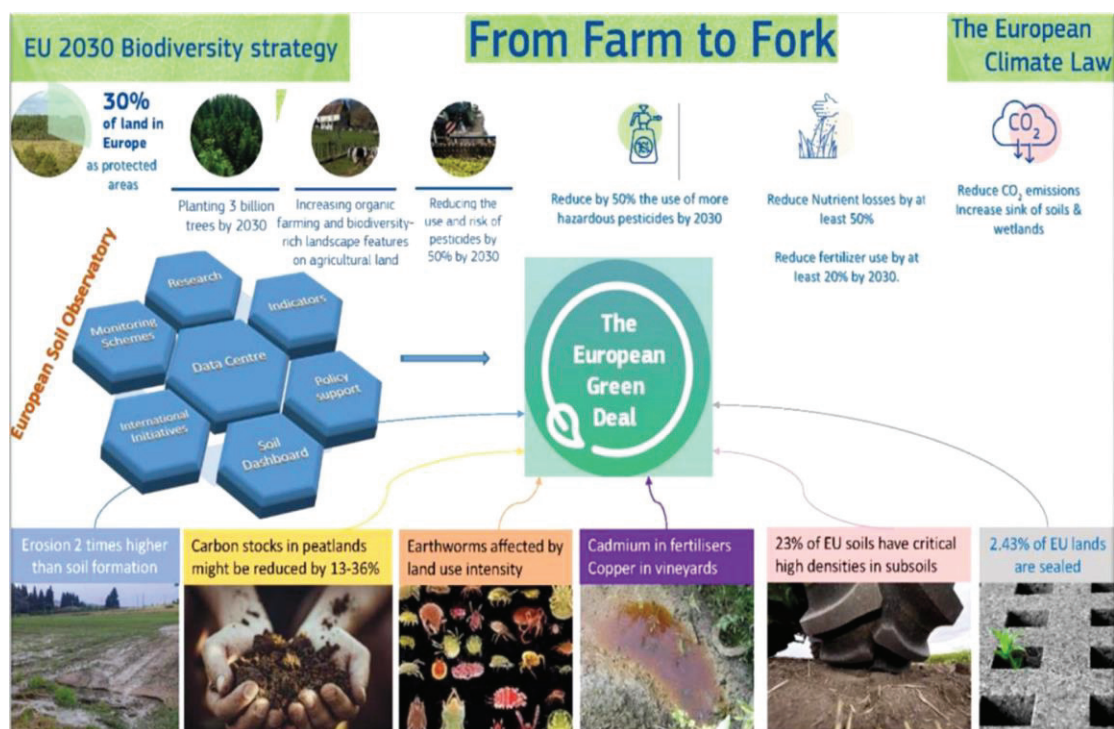 EU 2030 Biodiversity strategy
From Farm to Fork
The European
Climate Law
30%
of land in
Europe
as protected
areas
Planting 3 billion
trees by 2030
Increasing organic
farming and biodiversity-
rich landscape features
on agricultural land
Reducing the
use and risk of
pesticides by
50% by 2030
Reduce by 50% the use of more
hazardous pesticides by 2030
Reduce Nutrient losses by at
least 50%
Reduce fertilizer use by at
least 20% by 2030.
CO2
Reduce CO2 emissions
Increase sink of soils &
wetlands
European Soil Observatory
Research
Indicators
Monitoring
Schemes
Data Centre
Policy
support
International
Initiatives
Soil
Dashboard
The
European
Green
Deal
Erosion 2 times higher
than soil formation
Carbon stocks in peatlands
might be reduced by 13-36%
Earthworms affected by
land use intensity
Cadmium in fertilisers
Copper in vineyards
23% of EU soils have critical
high densities in subsoils
2.43% of EU lands
are sealed